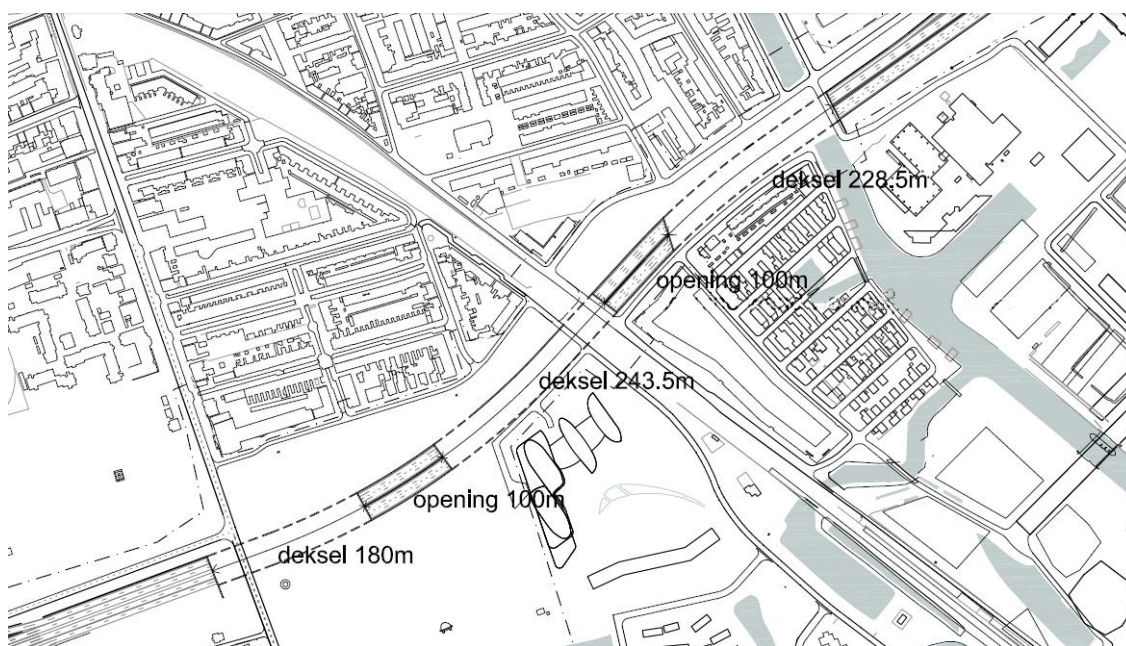 deksel 228.5m
opening 100m
deksel 243.5m
opening 100m
deksel 180m